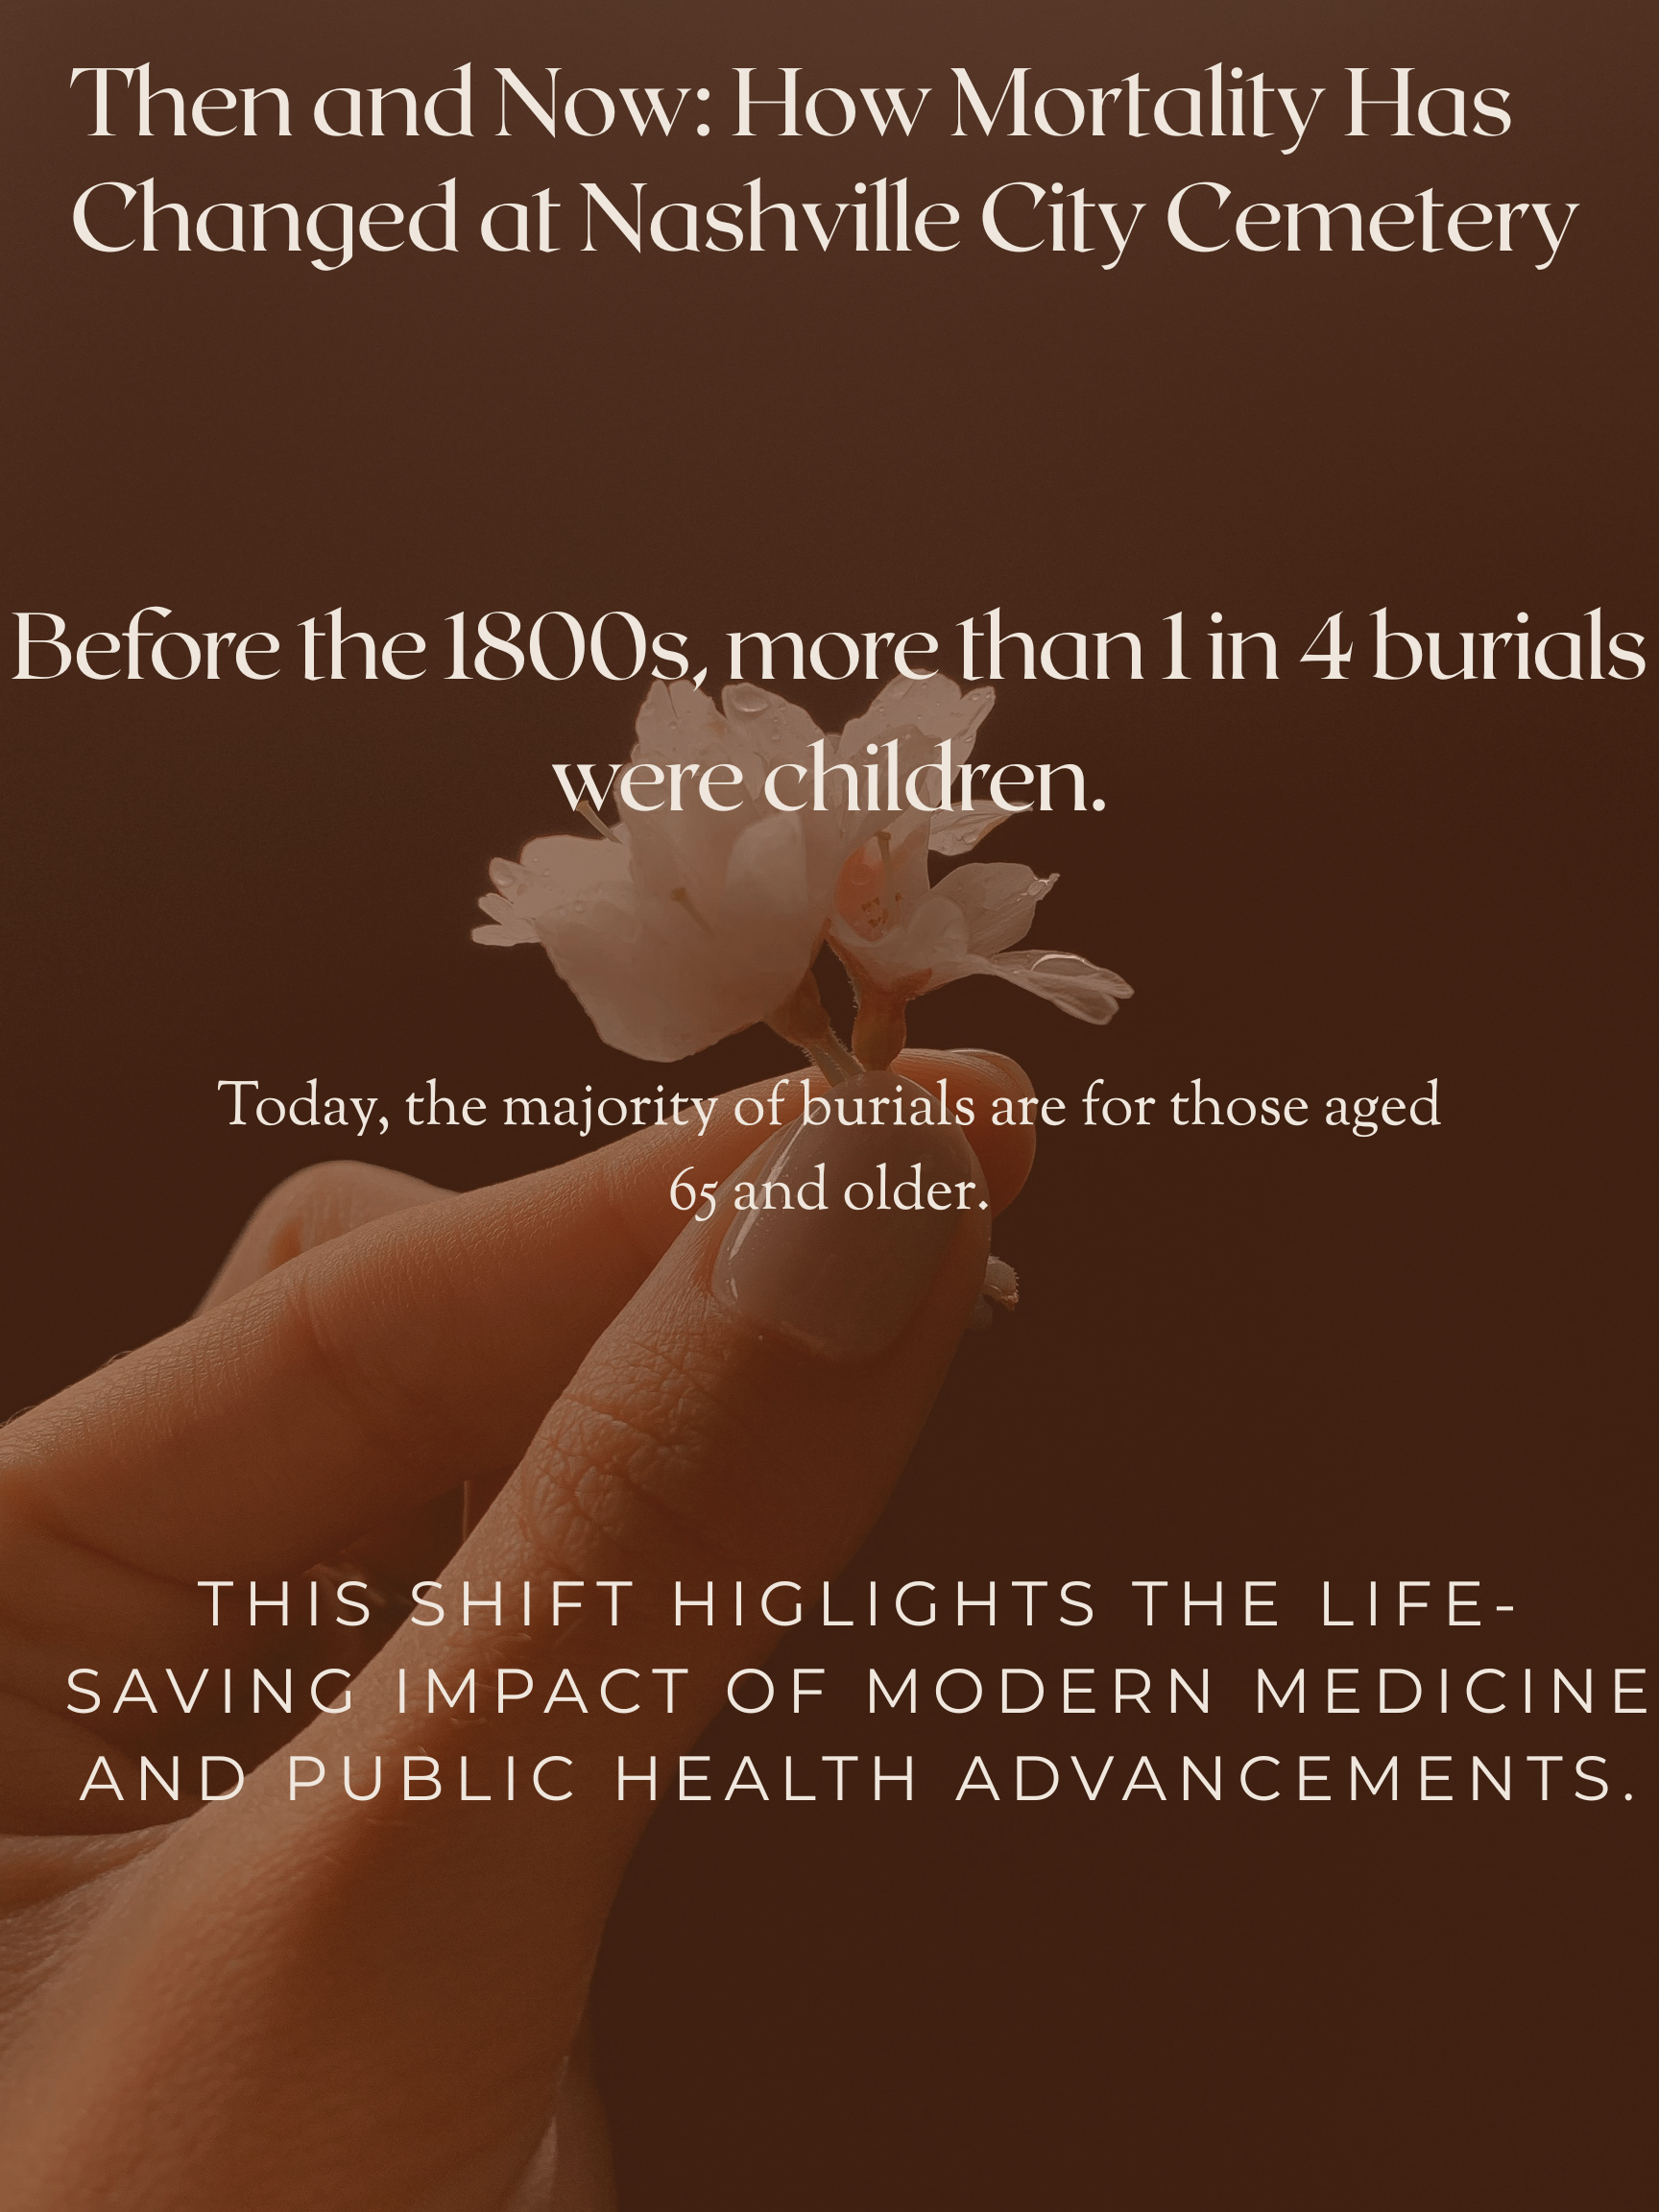 Then and Now: How Mortality Has
Changed at Nashville City Cemetery
Before the 1800s, more than 1 in 4 burials
were children.
Today, the majority of burials are for those aged
65 and older.
THIS SHIFT HIGLIGHTS THE LIFE-
SAVING IMPACT OF MODERN MEDICINE
AND PUBLIC HEALTH ADVANCEMENTS.